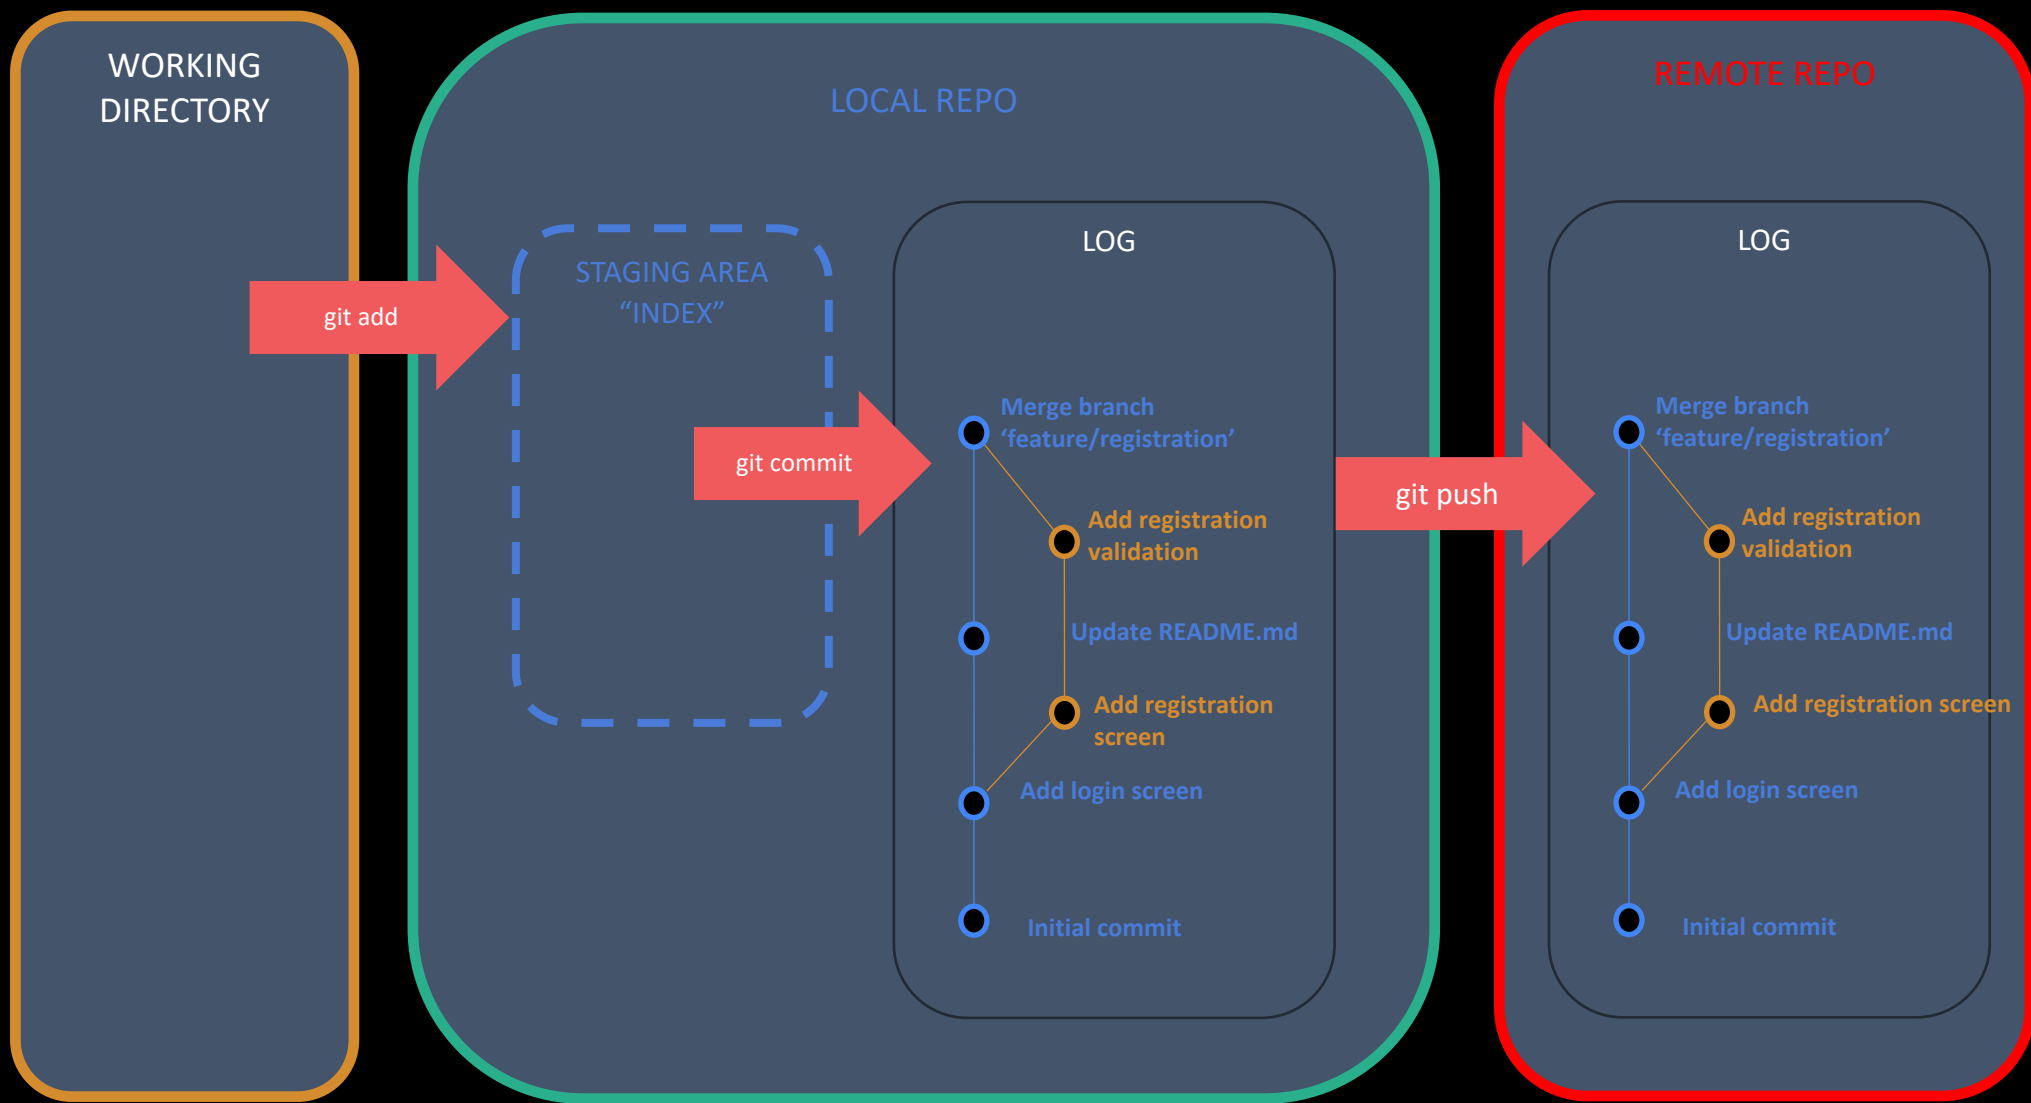 WORKING
DIRECTORY
git add
LOCAL REPO
STAGING AREA
“INDEX”
git commit
LOG
Merge branch
‘feature/registration’
Add registration
validation
Update README.md
Add registration
screen
Add login screen
Initial commit
git push
REMOTE REPO
LOG
Merge branch
‘feature/registration’
Add registration
validation
Update README.md
Add registration screen
Add login screen
Initial commit